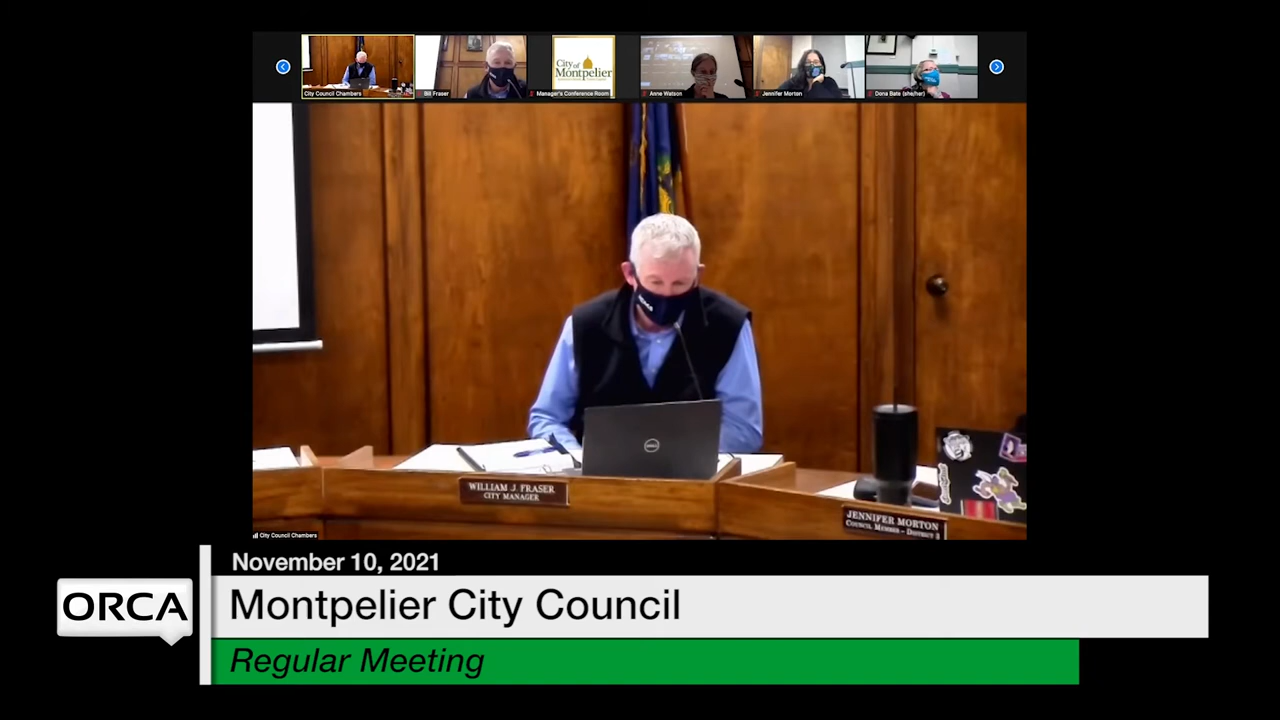 City Council Chambers
Bill Fraser
City of
Montpelier
Manager's Conference Room
Anne Watson
Jennifer Morton
Dona Bate (she/her)
DELL
WILLIAM J. FRASER
CITY MANAGER
JENNIFER MORTON
COUNCIL MEMBER - DISTRICT 3
City Council Chambers
November 10, 2021
ORCA
Montpelier City Council
Regular Meeting